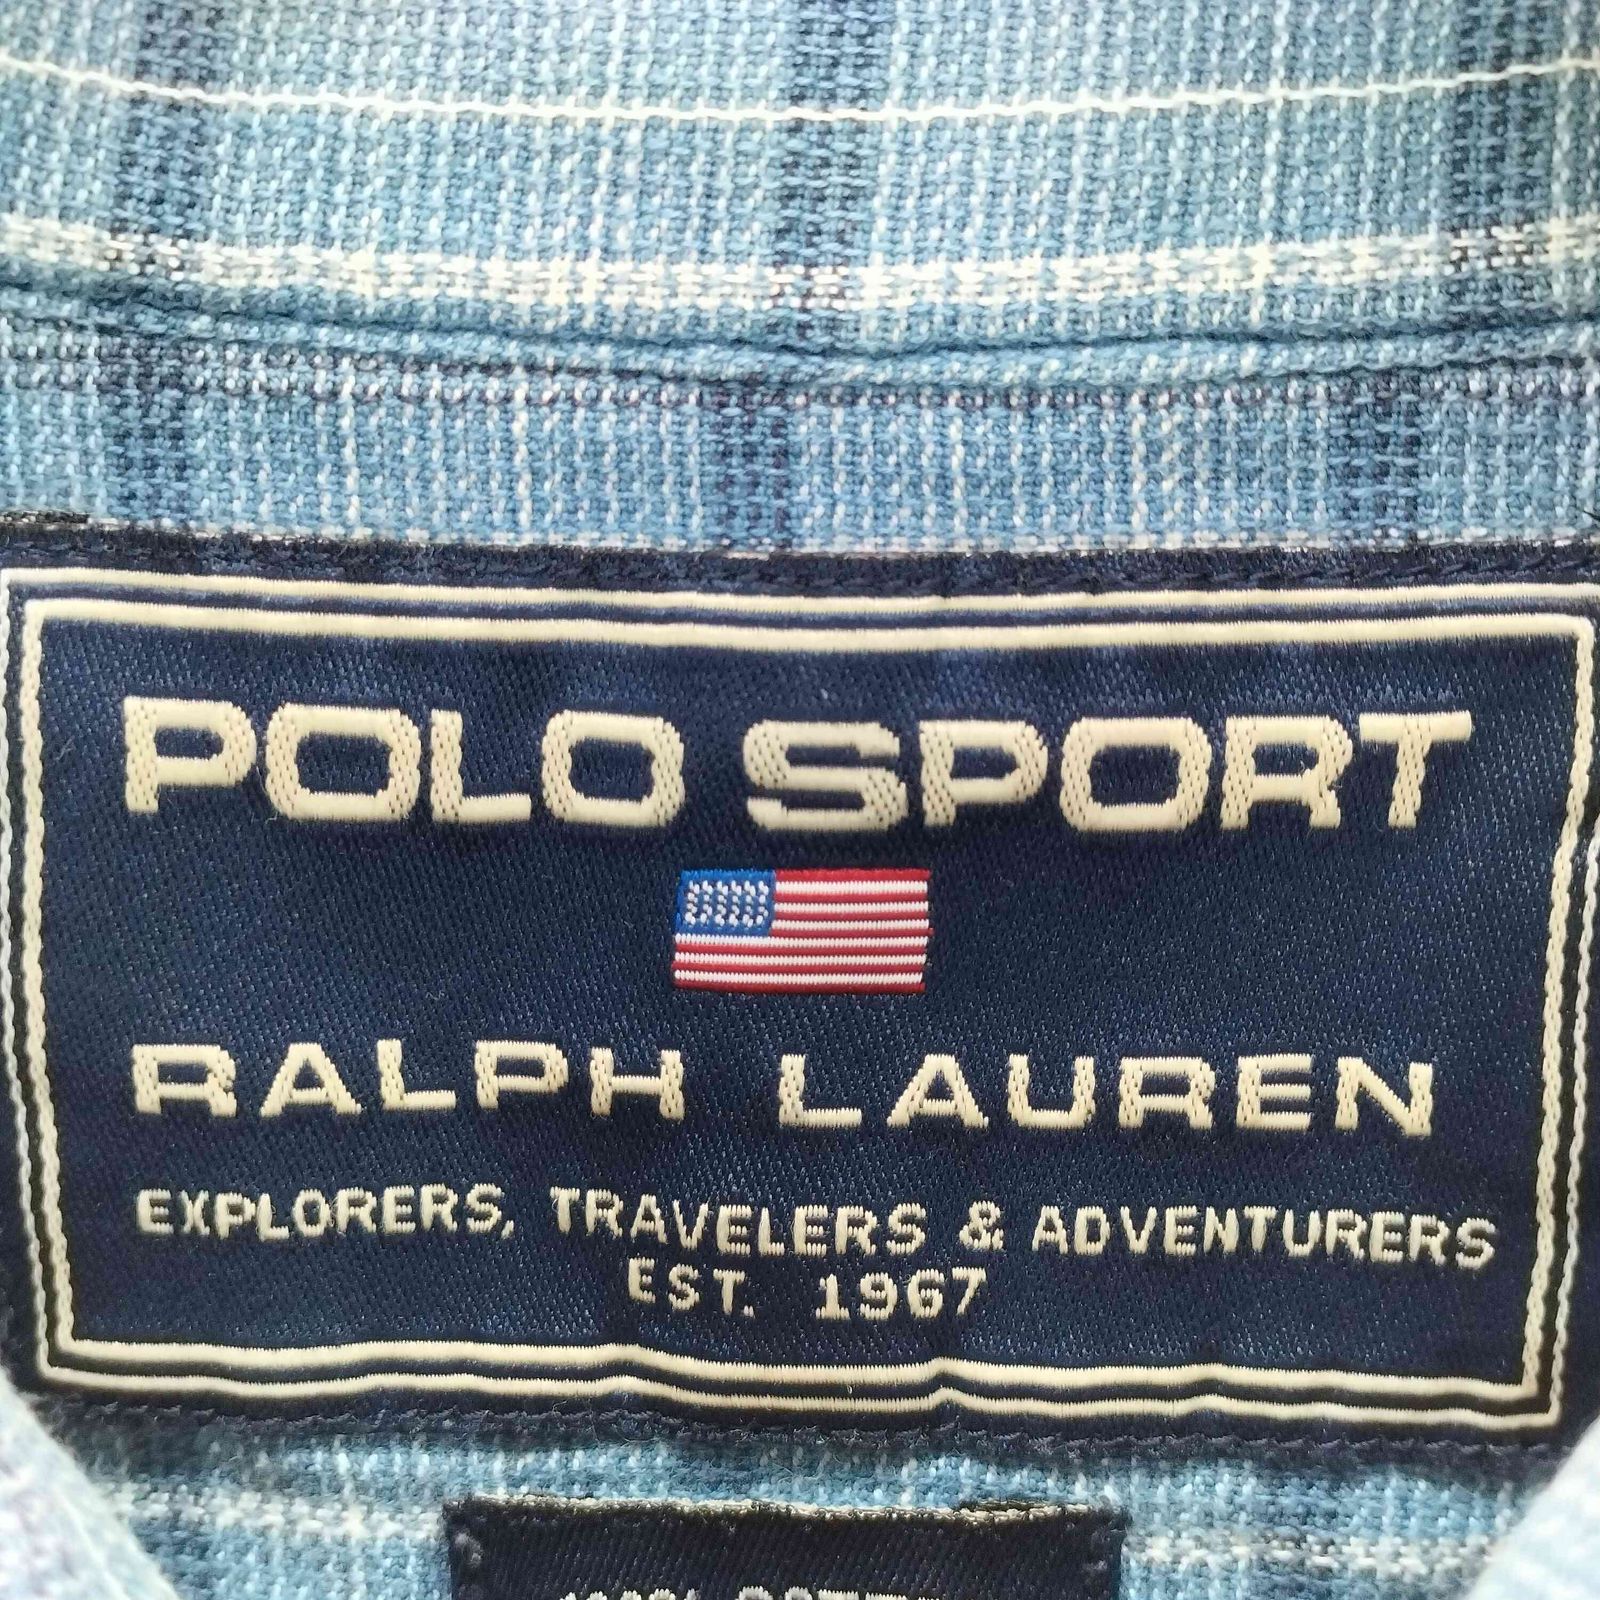 POLO SPORT
RALPH LAUREN
EXPLORERS, TRAVELERS & ADVENTURERS
EST. 1967